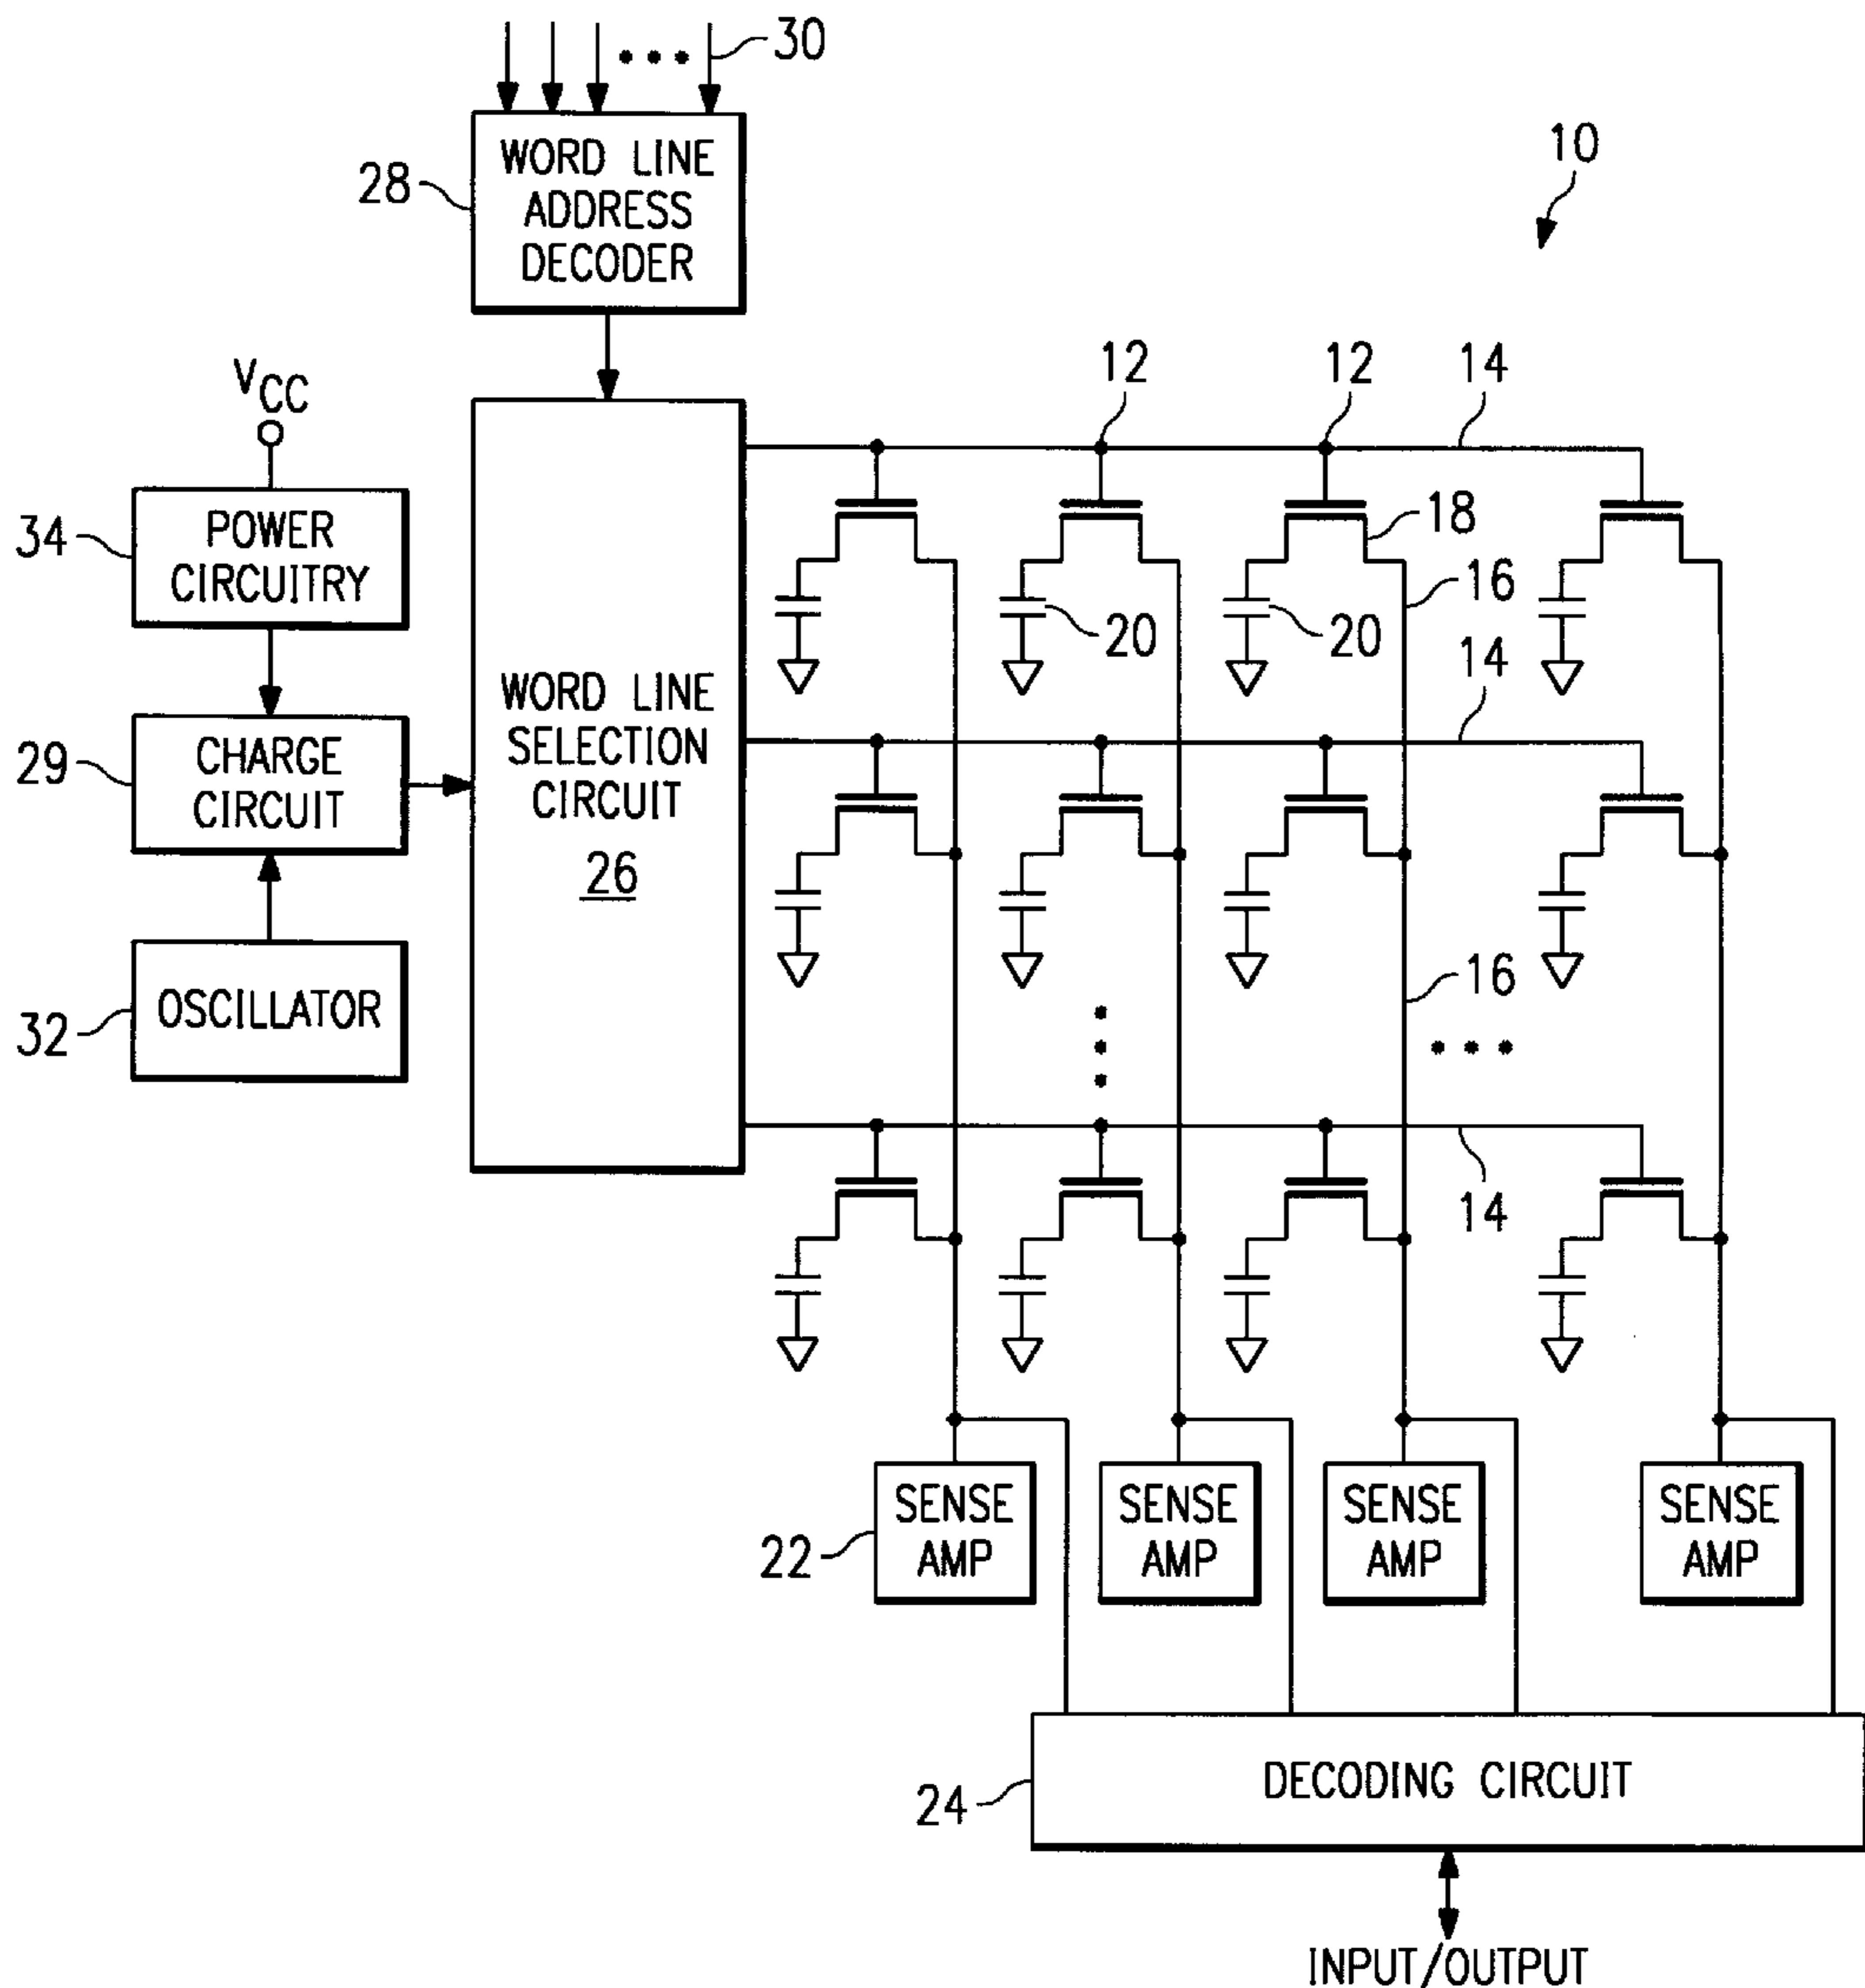 30
WORD LINE
ADDRESS
DECODER
28
10
VCC
12
12
14
POWER
CIRCUITRY
34
18
16
20
20
14
CHARGE
CIRCUIT
29
WORD LINE
SELECTION
CIRCUIT
26
OSCILLATOR
32
16
14
SENSE
AMP
SENSE
AMP
SENSE
AMP
SENSE
AMP
22
DECODING CIRCUIT
24
INPUT/OUTPUT